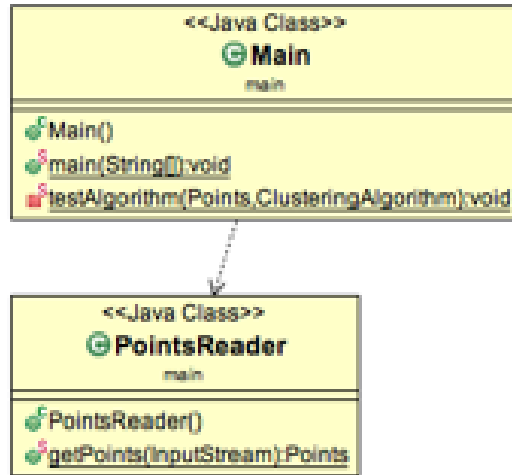 <<Java Class>>
Main
main
Main()
main(String[]):void
testAlgorithm(Points,ClusteringAlgorithm):void
<<Java Class>>
PointsReader
main
PointsReader()
getPoints(InputStream):Points